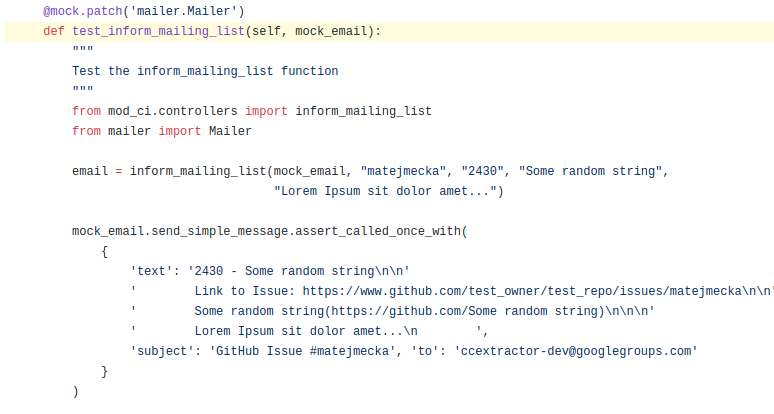 @mock.patch('mailer.Mailer')
def test_inform_mailing_list(self, mock_email):
    """
    Test the inform_mailing_list function
    """
    from mod_ci.controllers import inform_mailing_list
    from mailer import Mailer

    email = inform_mailing_list(mock_email, "matejmecka", "2430", "Some random string",
                                "Lorem Ipsum sit dolor amet...")

    mock_email.send_simple_message.assert_called_once_with(
        {
            'text': '2430 - Some random string\n\n'
            '        Link to Issue: https://www.github.com/test_owner/test_repo/issues/matejmecka\n\n'
            '        Some random string(https://github.com/Some random string)\n\n\n'
            '        Lorem Ipsum sit dolor amet...\n        ',
            'subject': 'GitHub Issue #matejmecka', 'to': 'ccextractor-dev@googlegroups.com'
        }
    )